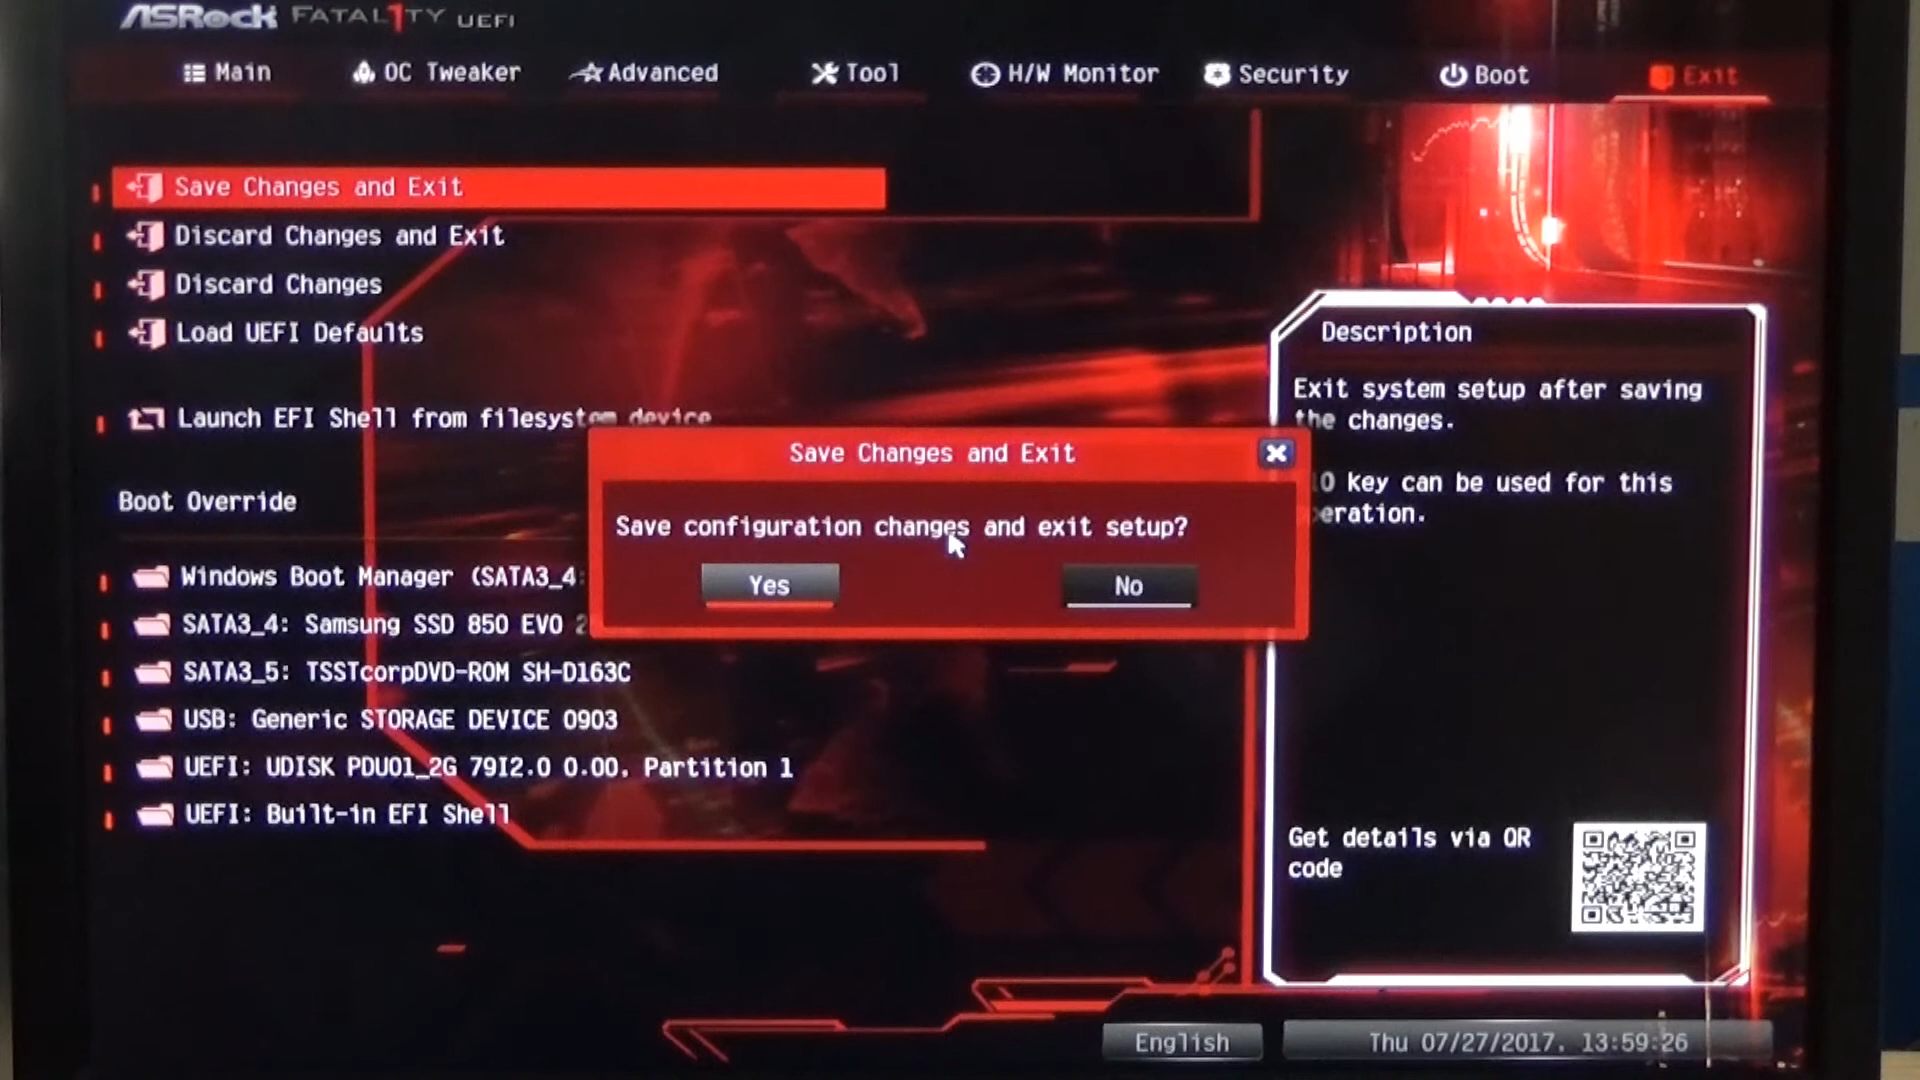 ASRock FATAL1TY UEFI
Main OC Tweaker Advanced Tool H/W Monitor Security Boot Exit
Save Changes and Exit
Discard Changes and Exit
Discard Changes
Load UEFI Defaults
Launch EFI Shell from filesystem device
Boot Override
Windows Boot Manager (SATA3_4:
SATA3_4: Samsung SSD 850 EVO 2
SATA3_5: TSSTcorpDVD-ROM SH-D163C
USB: Generic STORAGE DEVICE 0903
UEFI: UDISK PDU01_2G 79I2.0 0.00, Partition 1
UEFI: Built-in EFI Shell
Save Changes and Exit
Save configuration changes and exit setup?
Yes No
Description
Exit system setup after saving
the changes.
10 key can be used for this
eration.
Get details via QR
code
English Thu 07/27/2017, 13:59:26